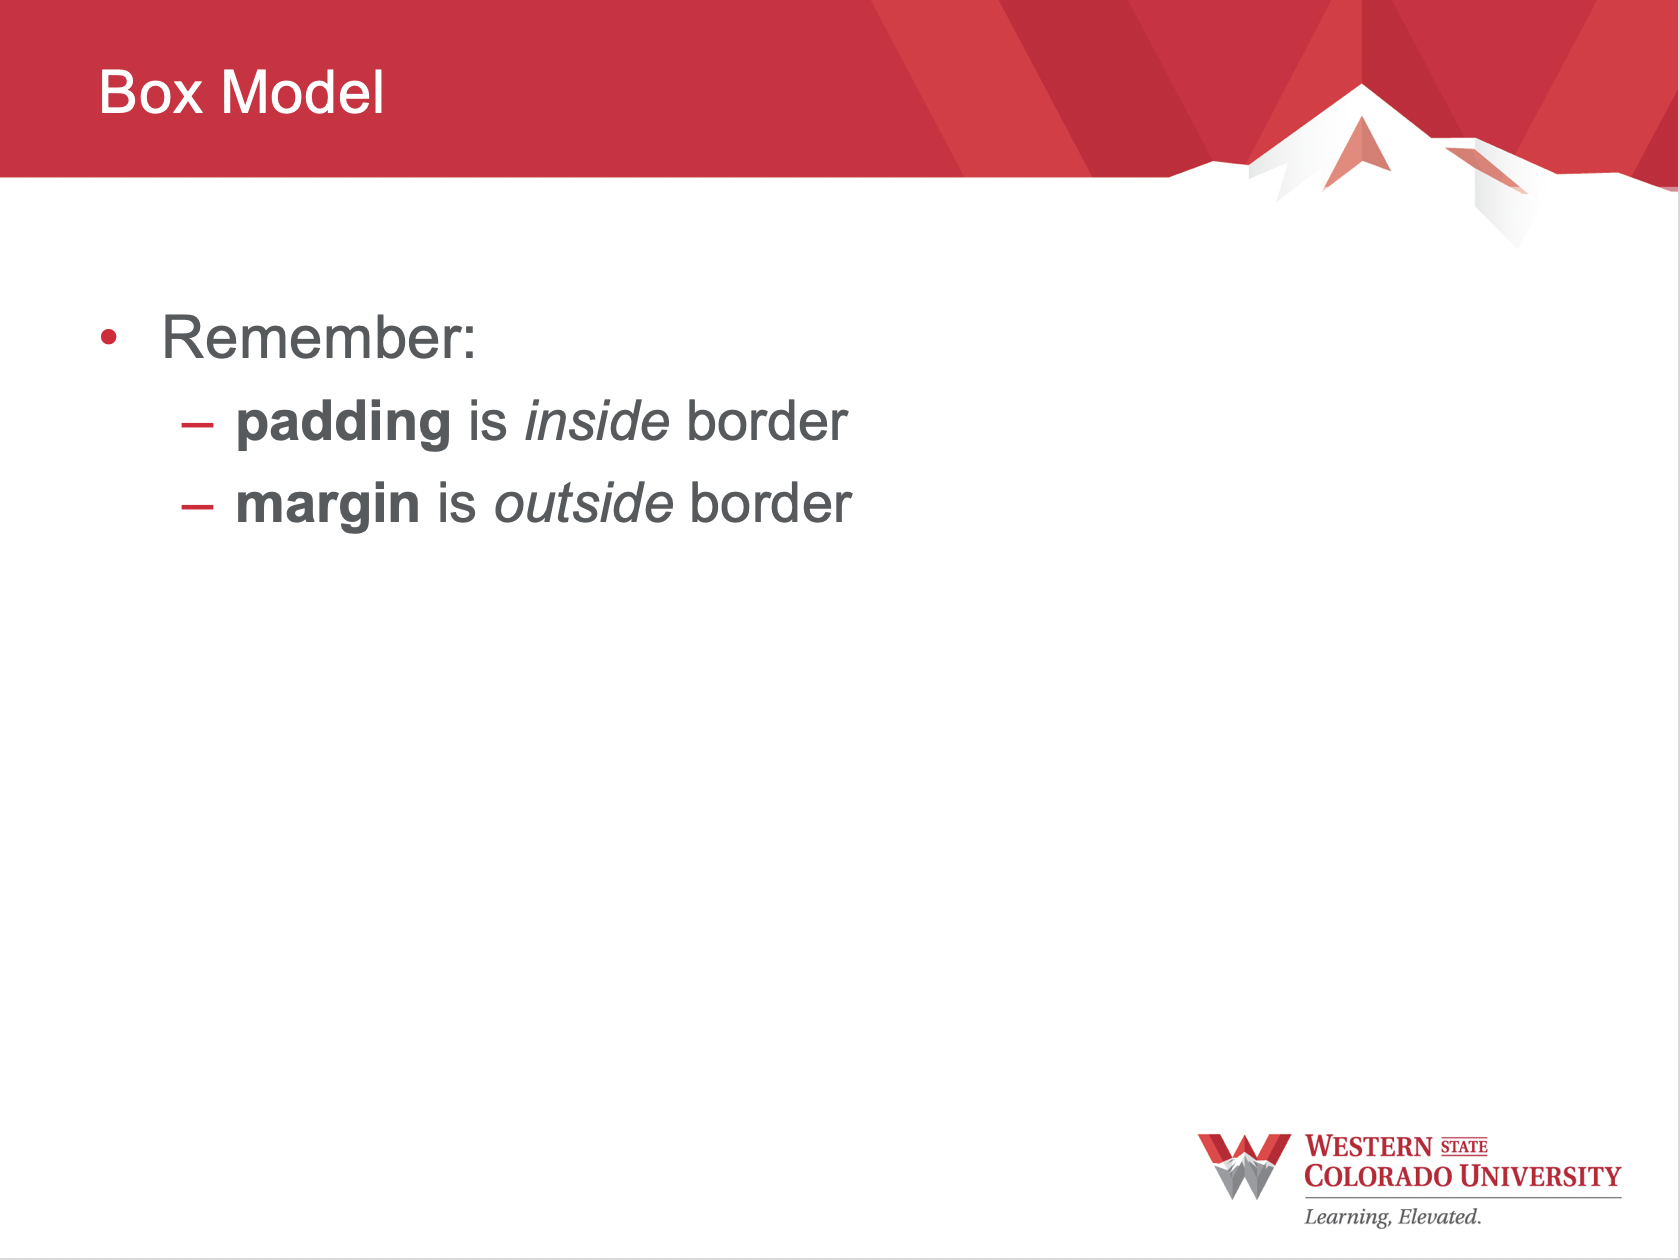 Box Model
• Remember:
– padding is inside border
– margin is outside border
WESTERN STATE
COLORADO UNIVERSITY
Learning, Elevated.